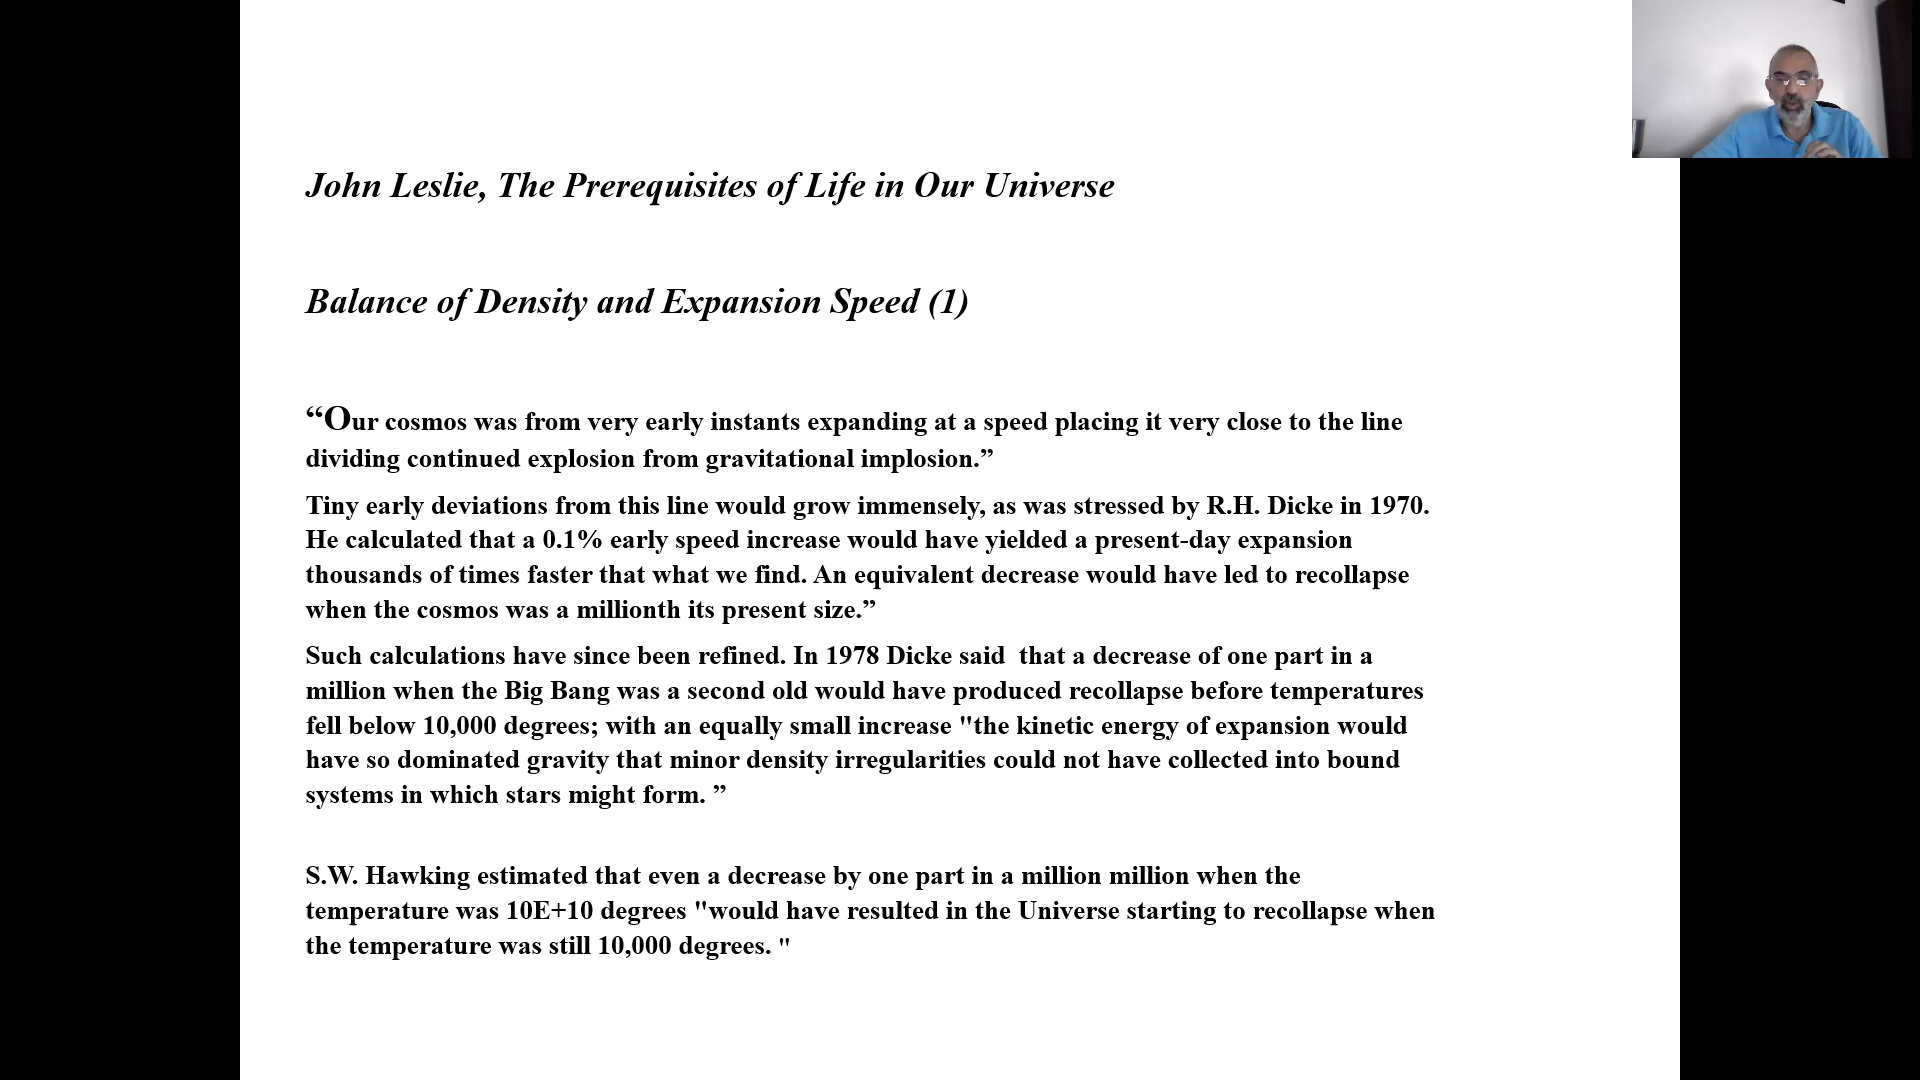 John Leslie, The Prerequisites of Life in Our Universe
Balance of Density and Expansion Speed (1)
“Our cosmos was from very early instants expanding at a speed placing it very close to the line
dividing continued explosion from gravitational implosion.”
Tiny early deviations from this line would grow immensely, as was stressed by R.H. Dicke in 1970.
He calculated that a 0.1% early speed increase would have yielded a present-day expansion
thousands of times faster that what we find. An equivalent decrease would have led to recollapse
when the cosmos was a millionth its present size.”
Such calculations have since been refined. In 1978 Dicke said  that a decrease of one part in a
million when the Big Bang was a second old would have produced recollapse before temperatures
fell below 10,000 degrees; with an equally small increase "the kinetic energy of expansion would
have so dominated gravity that minor density irregularities could not have collected into bound
systems in which stars might form. ”
S.W. Hawking estimated that even a decrease by one part in a million million when the
temperature was 10E+10 degrees "would have resulted in the Universe starting to recollapse when
the temperature was still 10,000 degrees. "